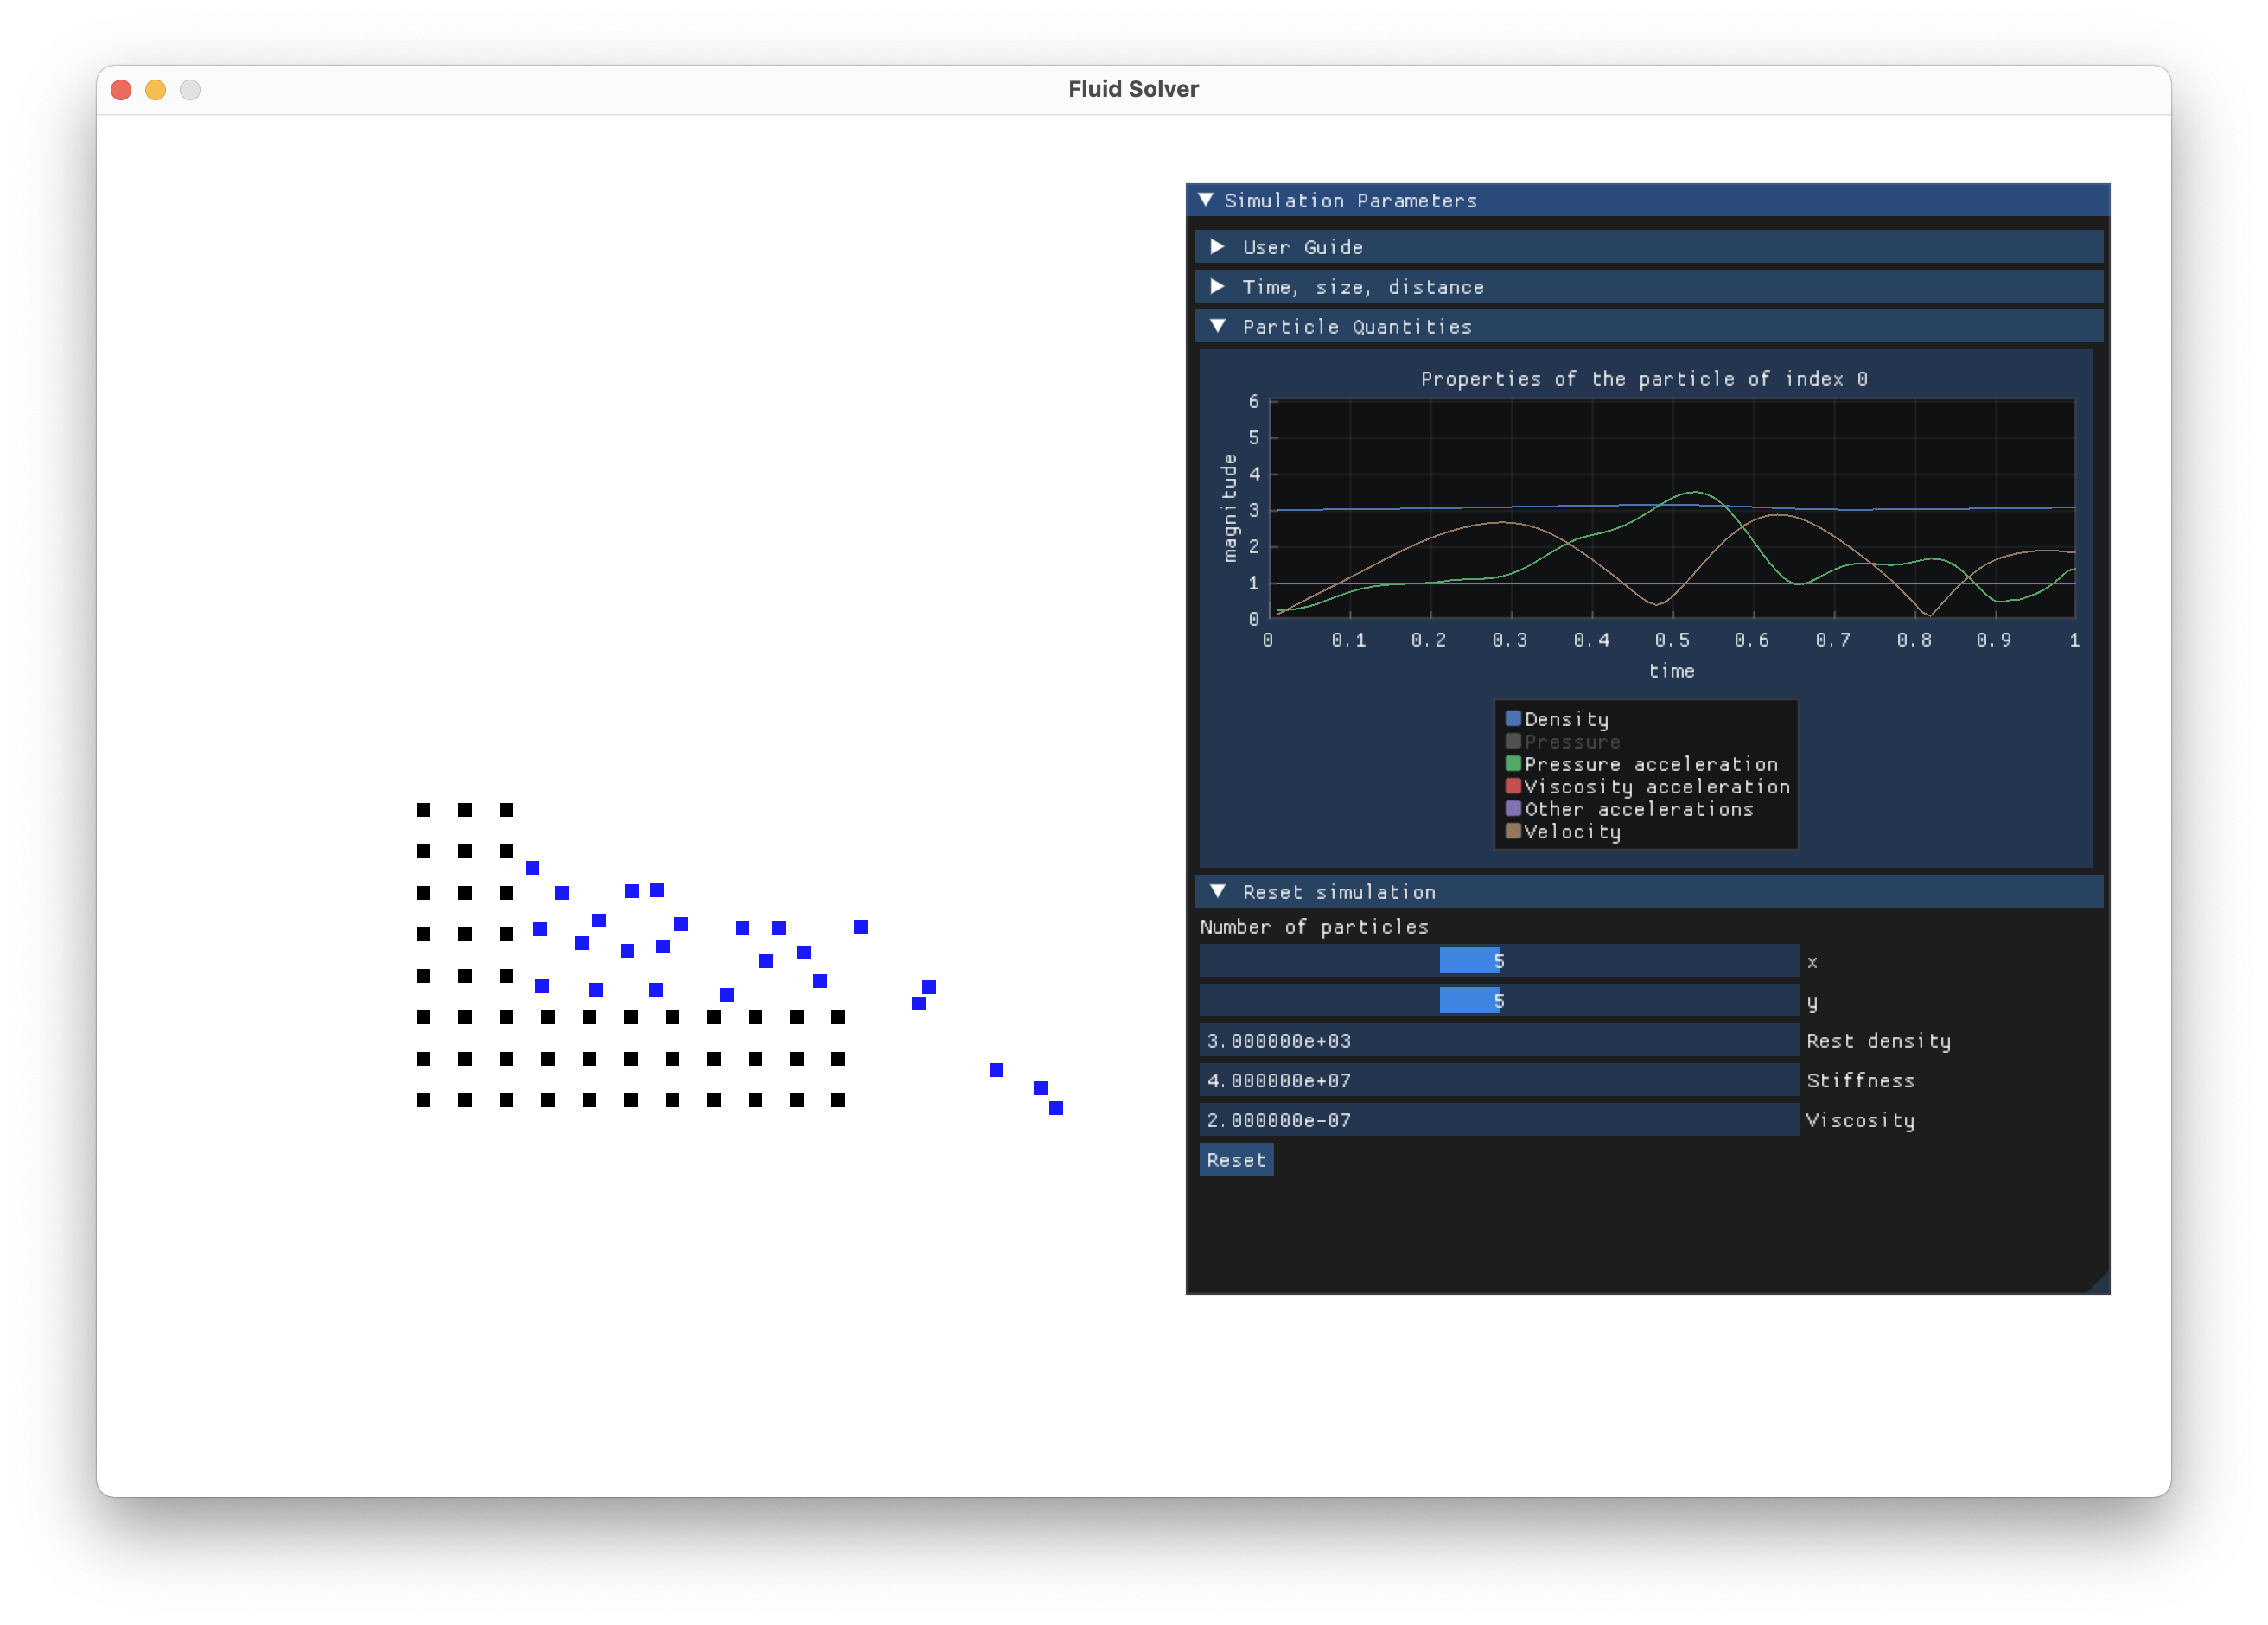 Fluid Solver
Simulation Parameters
User Guide
Time, size, distance
Particle Quantities
Properties of the particle of index 0
6
5
4
3
2
1
0
magnitude
0 0.1 0.2 0.3 0.4 0.5 0.6 0.7 0.8 0.9 1
time
Density
Pressure
Pressure acceleration
Viscosity acceleration
Other accelerations
Velocity
Reset simulation
Number of particles
5 x
5 y
3.000000e+03 Rest density
4.000000e+07 Stiffness
2.000000e-07 Viscosity
Reset